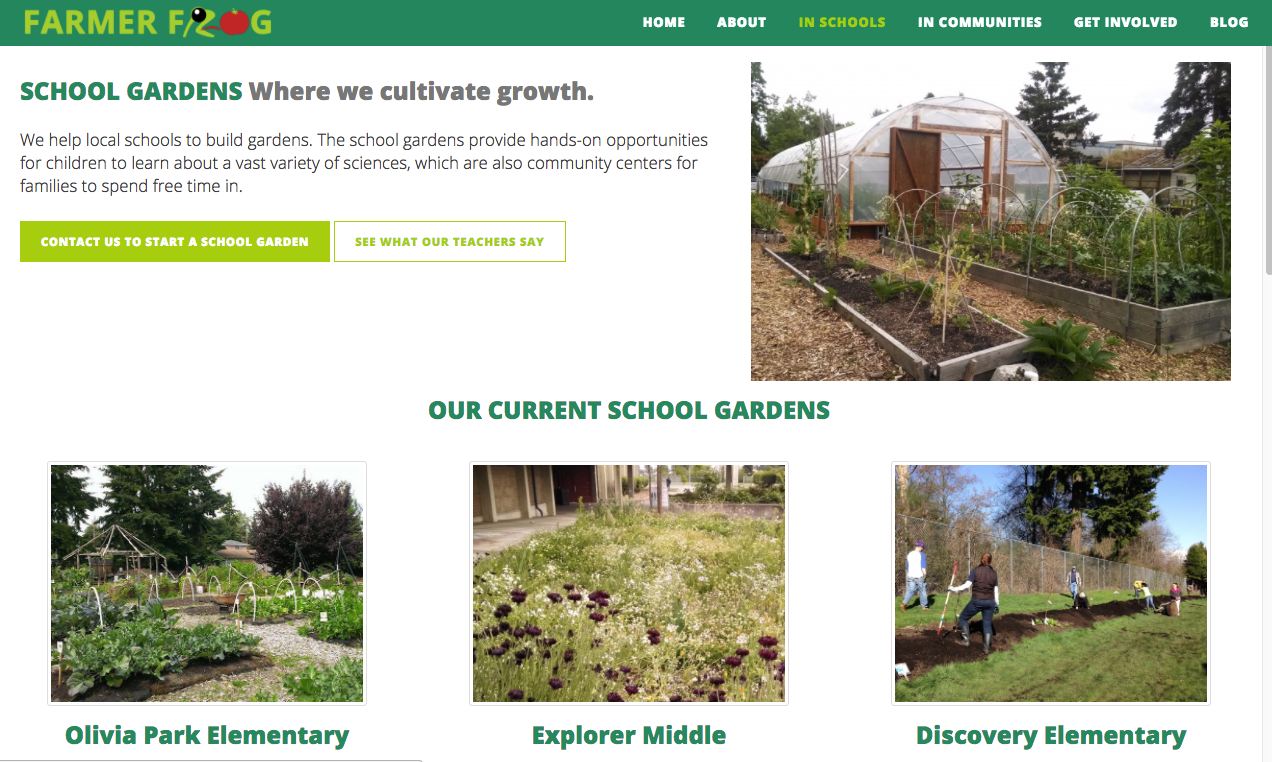 FARMER FROG
HOME ABOUT IN SCHOOLS IN COMMUNITIES GET INVOLVED BLOG
SCHOOL GARDENS Where we cultivate growth.
We help local schools to build gardens. The school gardens provide hands-on opportunities
for children to learn about a vast variety of sciences, which are also community centers for
families to spend free time in.
CONTACT US TO START A SCHOOL GARDEN SEE WHAT OUR TEACHERS SAY
OUR CURRENT SCHOOL GARDENS
Olivia Park Elementary Explorer Middle Discovery Elementary